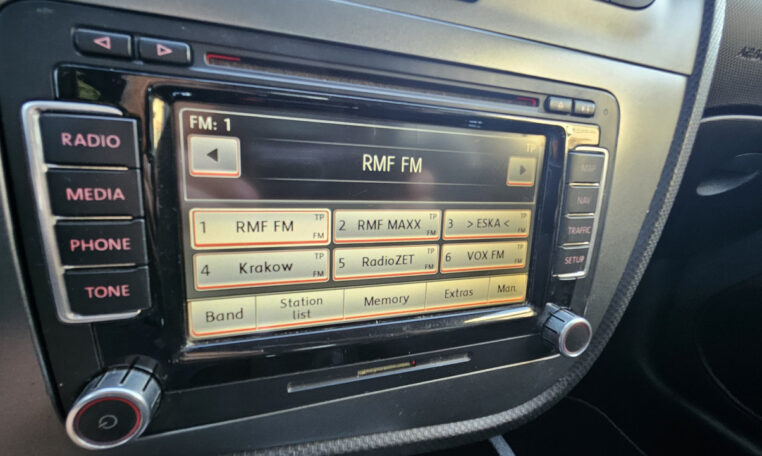 FM: 1
TP
RMF FM
RADIO
MEDIA
PHONE
TONE
1 RMF FM TP FM
2 RMF MAXX TP FM
3 > ESKA < TP FM
4 Krakow TP FM
5 RadioZET TP FM
6 VOX FM TP FM
Band
Station list
Memory
Extras
Man.
MAP
NAV
TRAFFIC
SETUP